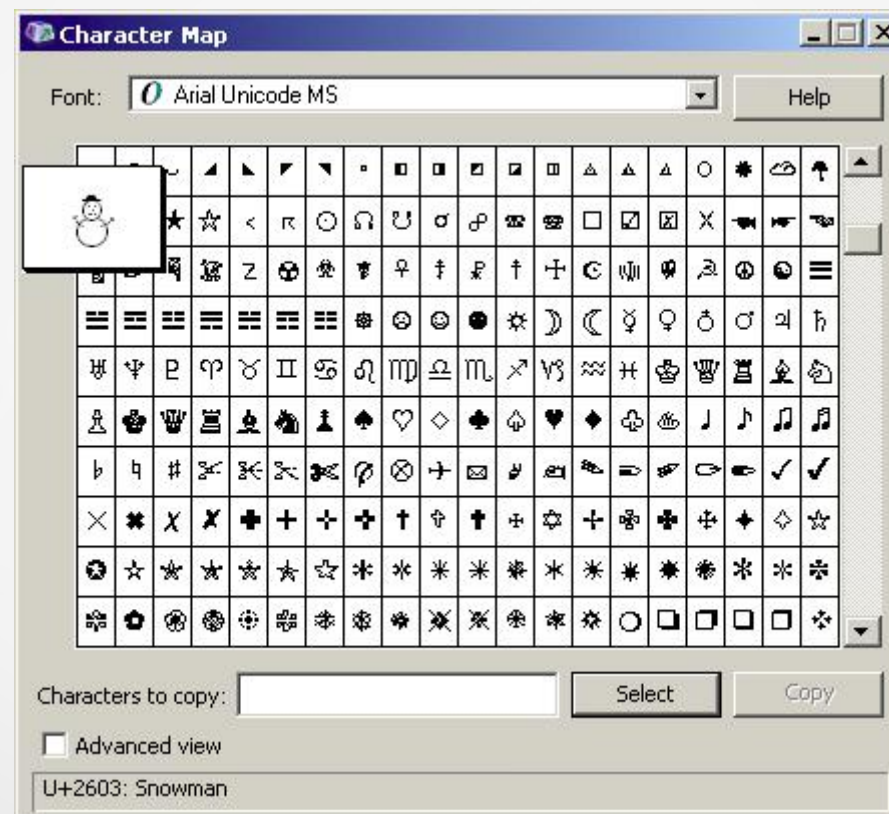 Character Map
Font: Arial Unicode MS Help
Characters to copy: Select Copy
Advanced view
U+2603: Snowman